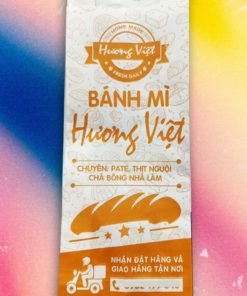 HOME MADE
Hương Việt
FRESH DAILY
BÁNH MÌ
Hương Việt
CHUYÊN: PATE, THỊT NGUỘI
CHẢ BÔNG NHÀ LÀM
NHẬN ĐẶT HÀNG VÀ
GIAO HÀNG TẬN NƠI